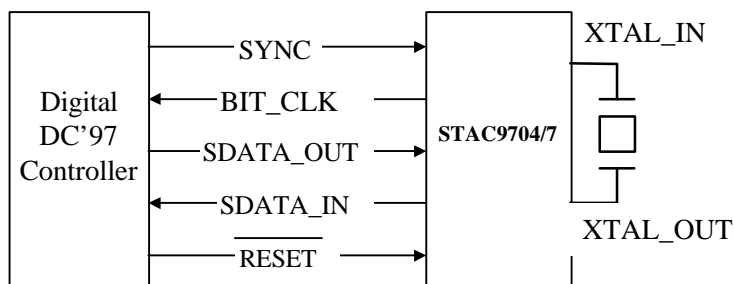 XTAL_IN
SYNC
BIT_CLK
Digital
DC’97
Controller
STAC9704/7
SDATA_OUT
SDATA_IN
XTAL_OUT
RESET